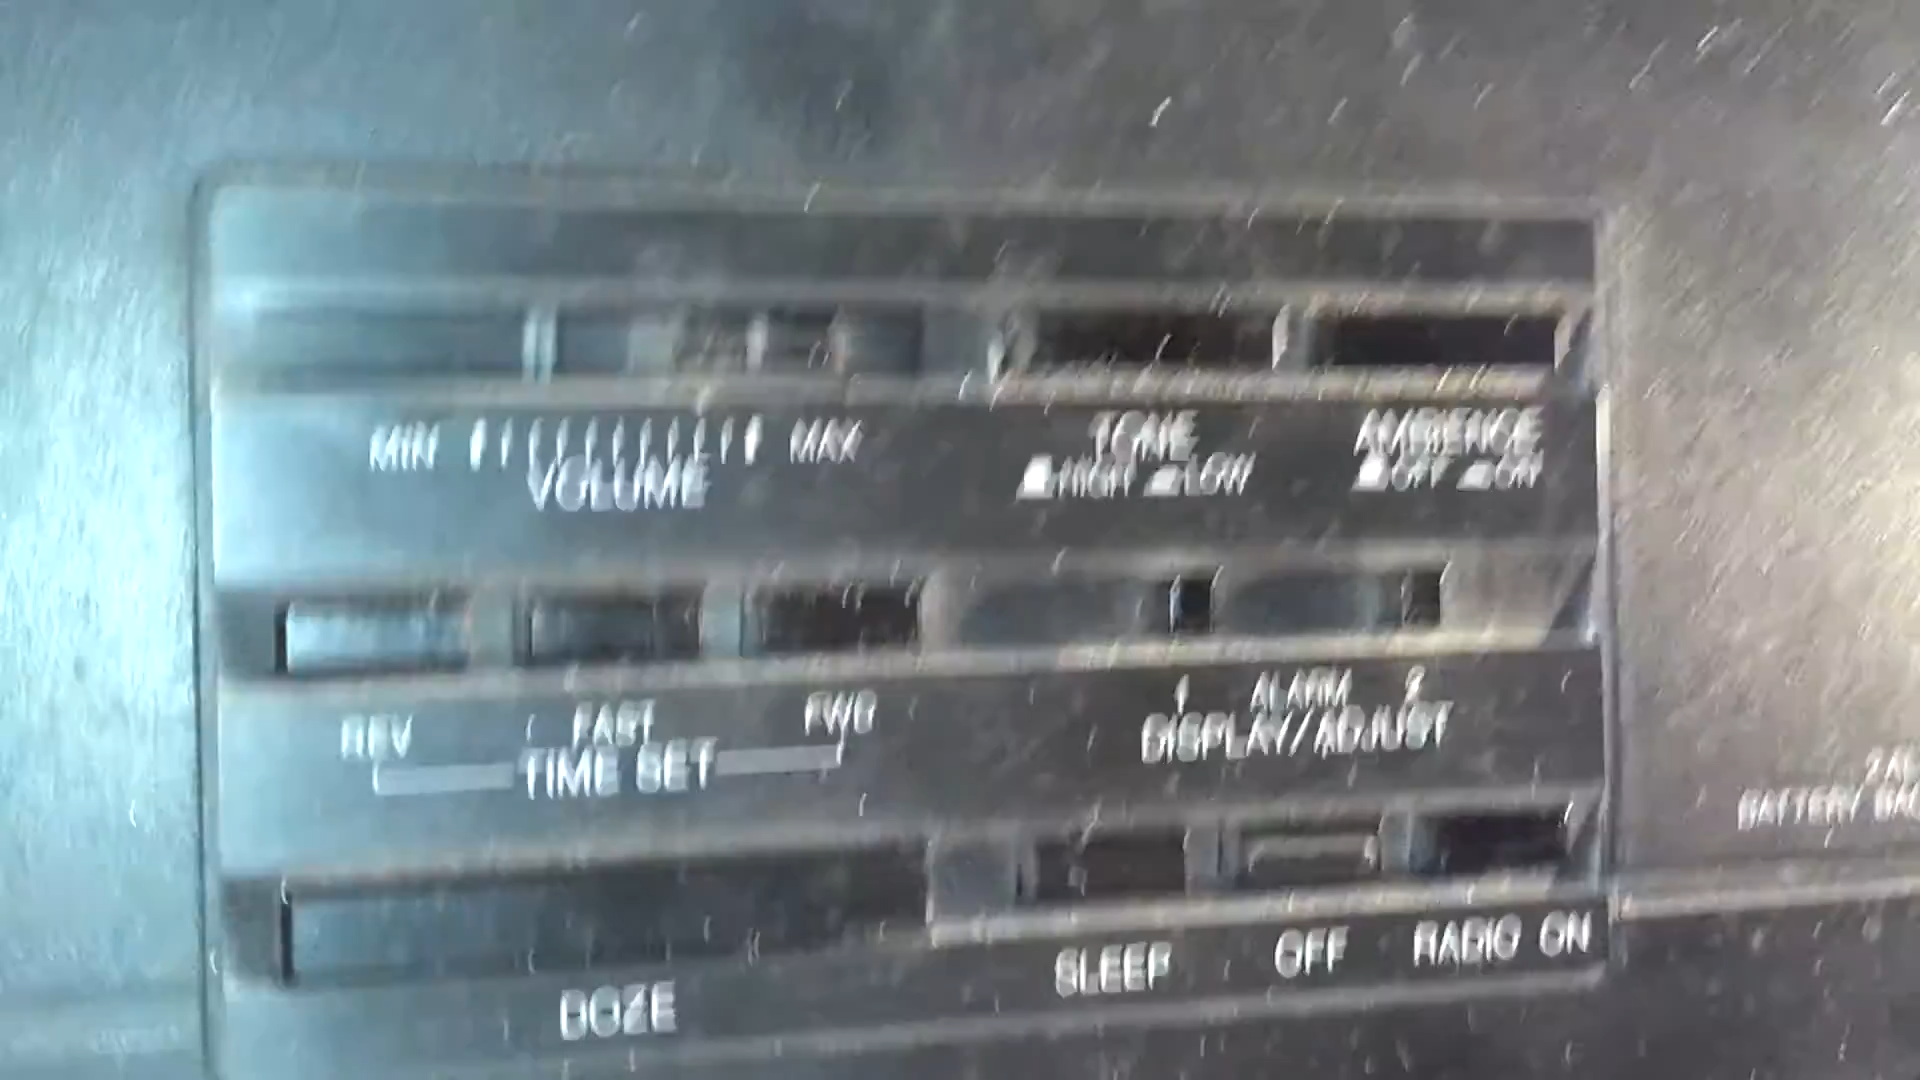 MIN MAX
VOLUME
TONE
HIGH LOW
AMBIENCE
OFF ON
REV FAST FWD
TIME SET
1 ALARM 2
DISPLAY/ADJUST
BATTERY
DOZE
SLEEP
OFF
RADIO ON